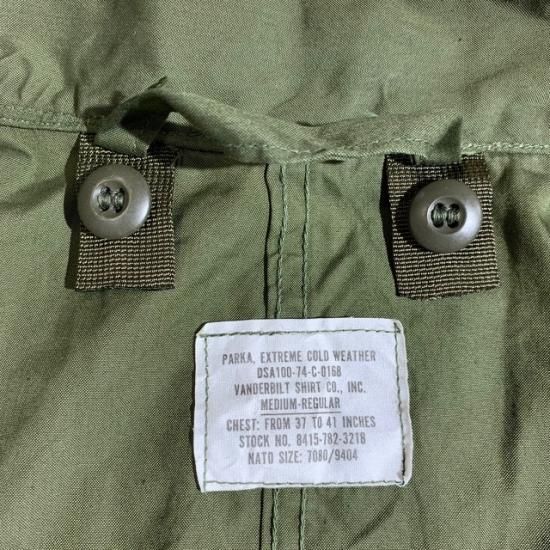 PARKA, EXTREME COLD WEATHER
DSA100-74-C-0168
VANDERBILT SHIRT CO., INC.
MEDIUM-REGULAR
CHEST: FROM 37 TO 41 INCHES
STOCK NO. 8415-782-3218
NATO SIZE: 7080/9404